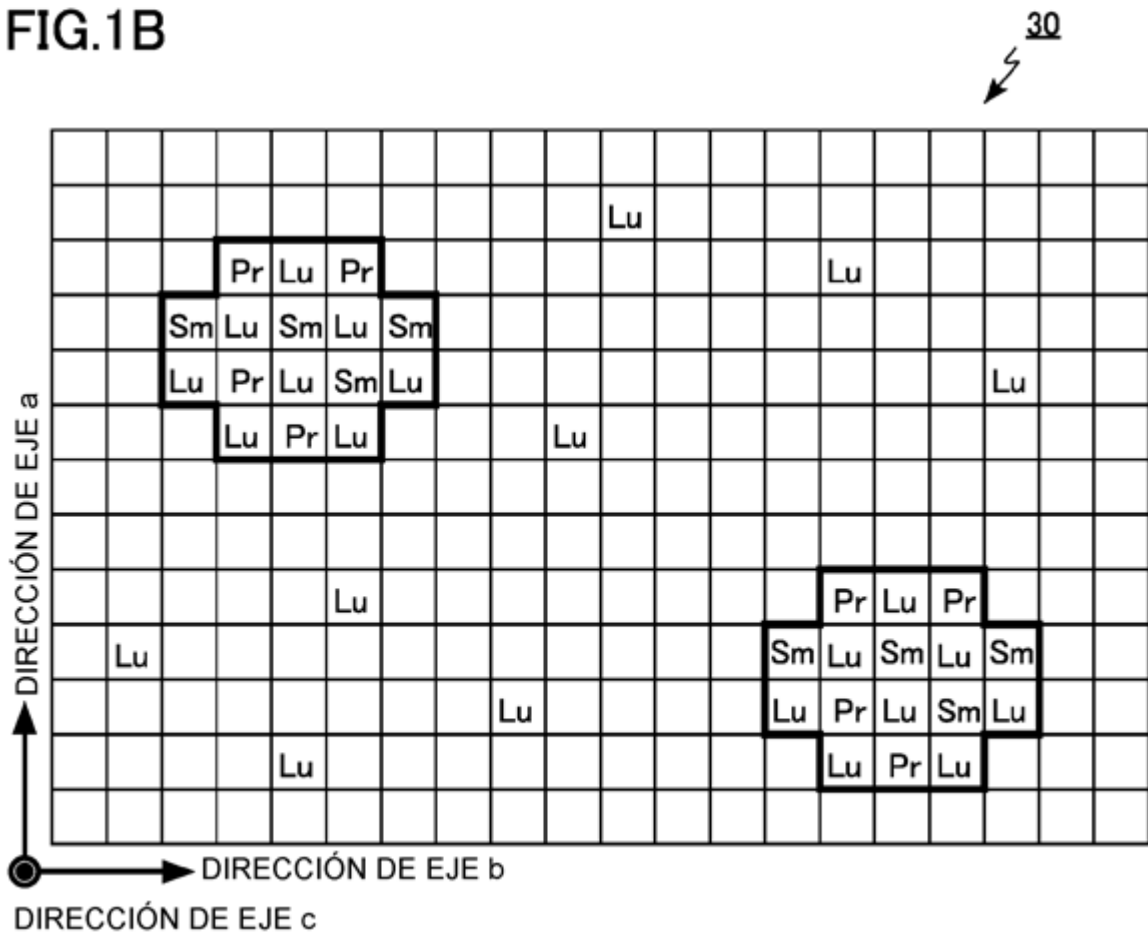 FIG.1B
30
Lu
Pr Lu Pr Lu
Sm Lu Sm Lu Sm
Lu Pr Lu Sm Lu Lu
Lu Pr Lu Lu
Lu Pr Lu Pr
Lu Sm Lu Sm Lu Sm
Lu Lu Pr Lu Sm Lu
Lu Lu Pr Lu
DIRECCIÓN DE EJE a
DIRECCIÓN DE EJE b
DIRECCIÓN DE EJE c